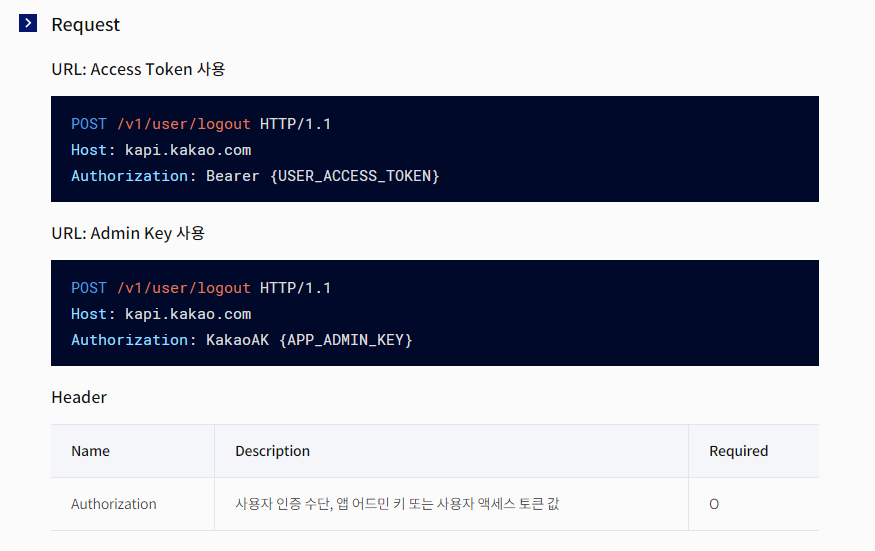 Request
URL: Access Token 사용
POST /v1/user/logout HTTP/1.1
Host: kapi.kakao.com
Authorization: Bearer {USER_ACCESS_TOKEN}
URL: Admin Key 사용
POST /v1/user/logout HTTP/1.1
Host: kapi.kakao.com
Authorization: KakaoAK {APP_ADMIN_KEY}
Header
Name Description Required
Authorization 사용자 인증 수단, 앱 어드민 키 또는 사용자 액세스 토큰 값 O